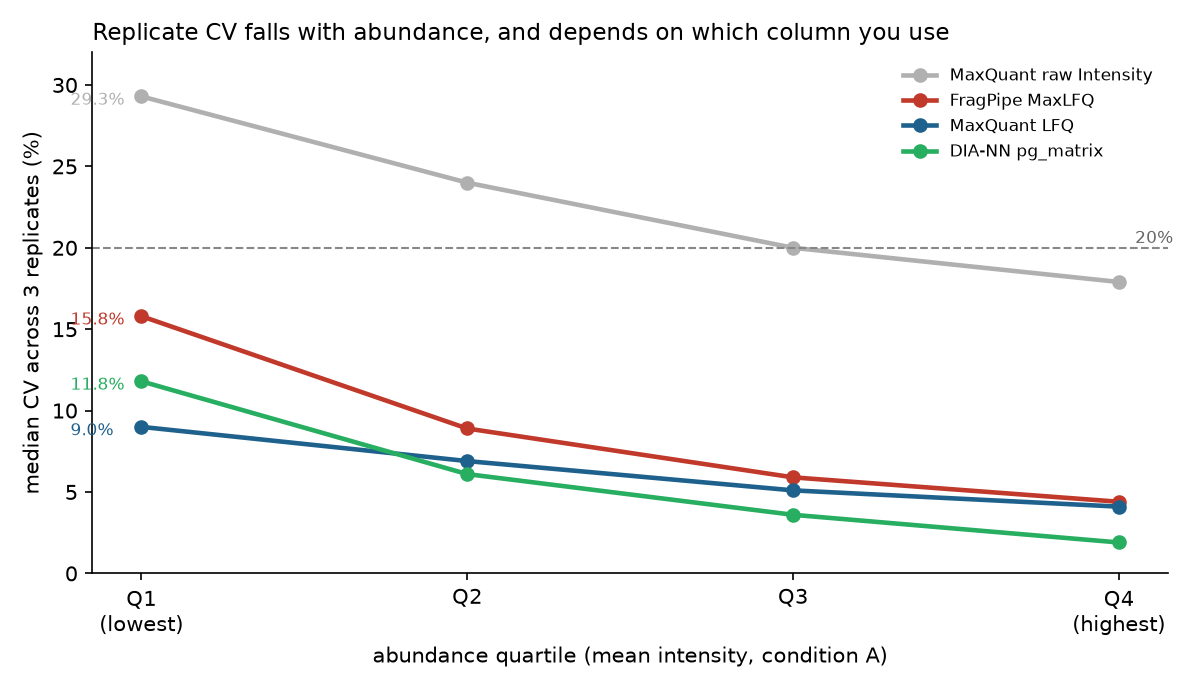 Replicate CV falls with abundance, and depends on which column you use
MaxQuant raw Intensity
FragPipe MaxLFQ
MaxQuant LFQ
DIA-NN pg_matrix
median CV across 3 replicates (%)
30
25
20
15
10
5
0
29.3%
15.8%
11.8%
9.0%
20%
Q1
(lowest)
Q2
Q3
Q4
(highest)
abundance quartile (mean intensity, condition A)